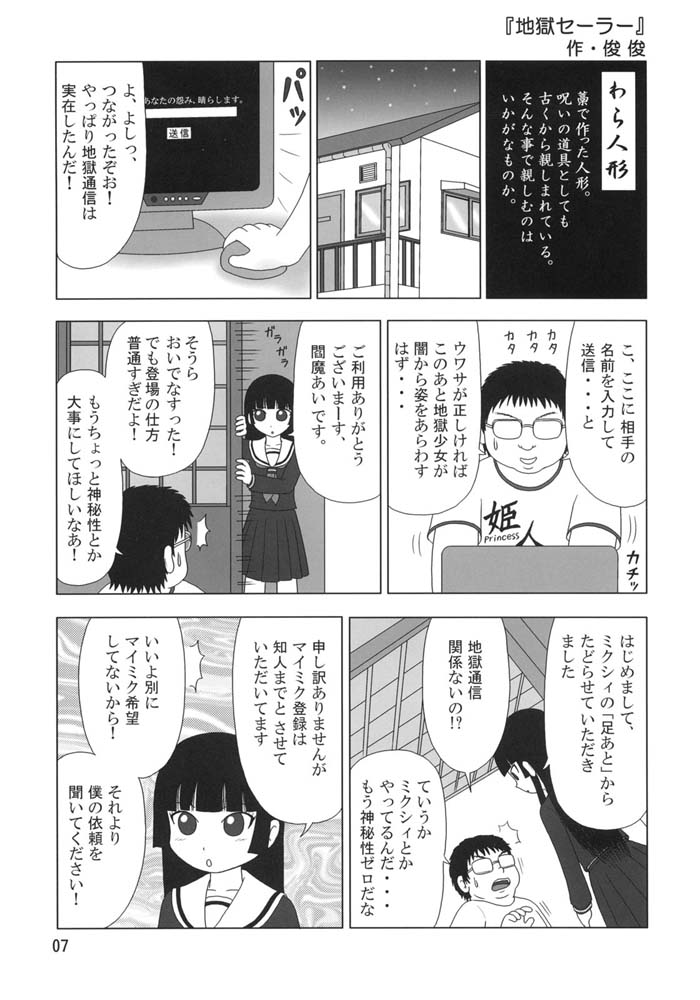 『地獄セーラー』
作・俊 俊
わら人形
藁で作った人形。
呪いの道具としても
古くから親しまれている。
そんな事で親しむのは
いかがなものか。
パッ
あなたの怨み、晴らします。
送信
よ、よしっ、
つながったぞお！
やっぱり地獄通信は
実在したんだ！
こ、ここに相手の
名前を入力して
送信・・・と
カタ
カタ
カタ
姫人
Princess
カチッ
ウワサが正しければ
このあと地獄少女が
闇から姿をあらわす
はず・・・
ガラガラ
ご利用ありがとう
ございまーす、
閻魔あいです。
そうら
おいでなすった！
でも登場の仕方
普通すぎだよ！
もうちょっと神秘性とか
大事にしてほしいなあ！
はじめまして、
ミクシィの「足あと」から
たどらせていただき
ました
地獄通信
関係ないの!?
ていうか
ミクシィとか
やってるんだ・・・
もう神秘性ゼロだな
申し訳ありませんが
マイミク登録は
知人までとさせて
いただいてます
いいよ別に
マイミク希望
してないから！
それより
僕の依頼を
聞いてください！
07